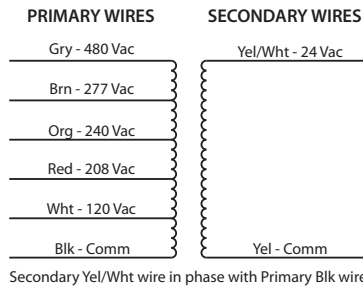 PRIMARY WIRES SECONDARY WIRES
Gry - 480 Vac Yel/Wht - 24 Vac
Brn - 277 Vac
Org - 240 Vac
Red - 208 Vac
Wht - 120 Vac
Blk - Comm Yel - Comm
Secondary Yel/Wht wire in phase with Primary Blk wire